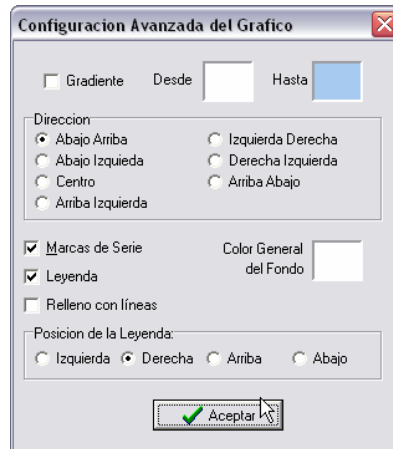 Configuracion Avanzada del Grafico
Gradiente Desde Hasta
Direccion
Abajo Arriba Izquierda Derecha
Abajo Izquieda Derecha Izquierda
Centro Arriba Abajo
Arriba Izquierda
Marcas de Serie Color General
del Fondo
Leyenda
Relleno con líneas
Posicion de la Leyenda:
Izquierda Derecha Arriba Abajo
Aceptar